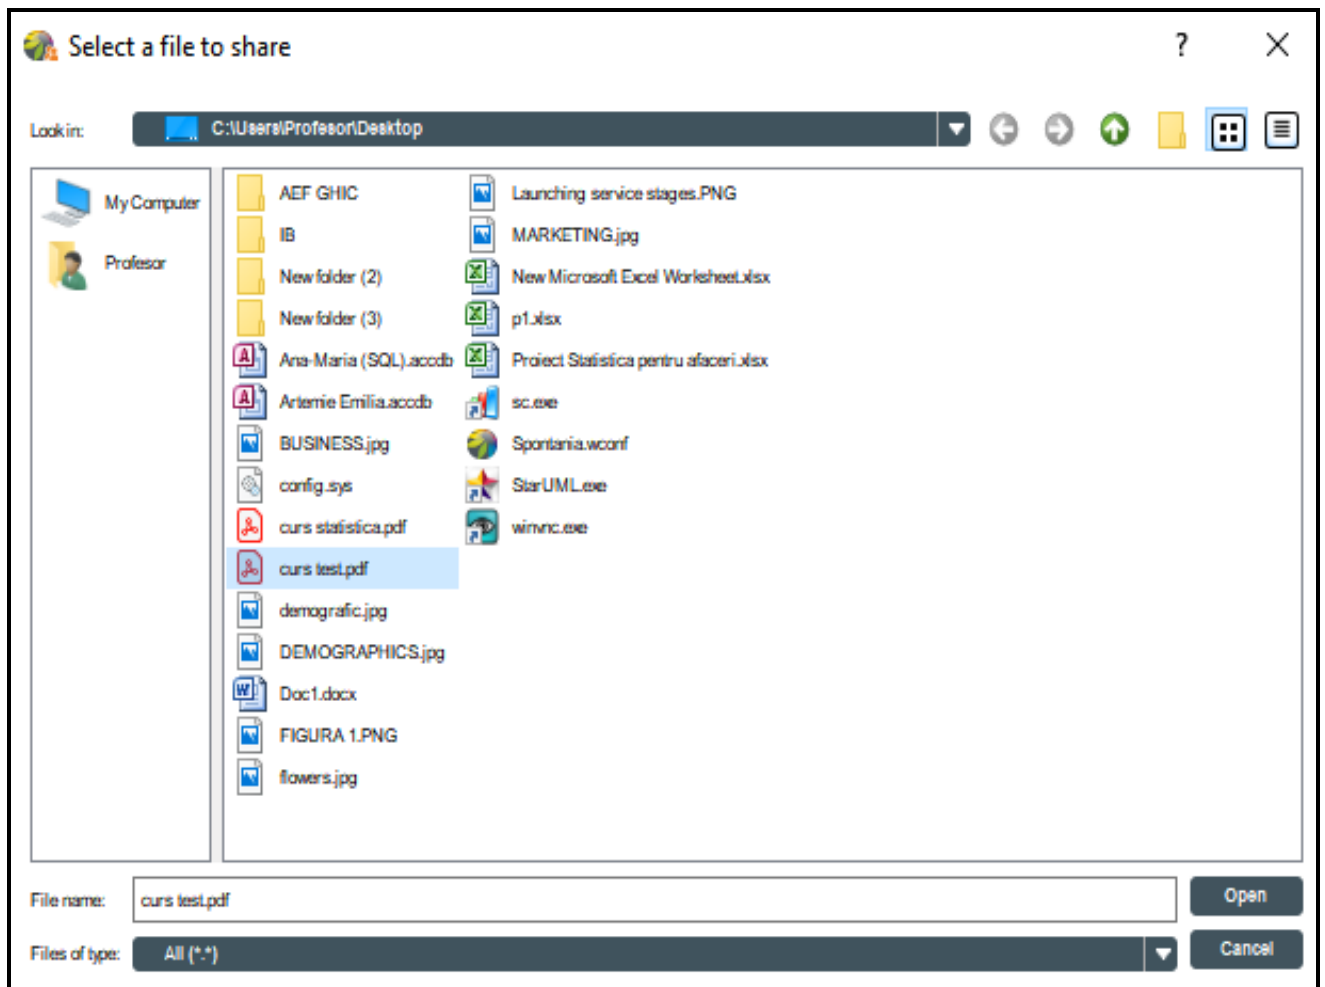 Select a file to share
?
Look in:
C:\Users\Profesor\Desktop
My Computer
Profesor
AEF GHIC
IB
New folder (2)
New folder (3)
Ana-Maria (SQL).accdb
Artemie Emilia.accdb
BUSINESS.jpg
config.sys
curs statistica.pdf
curs test.pdf
demografic.jpg
DEMOGRAPHICS.jpg
Doc1.docx
FIGURA 1.PNG
flowers.jpg
Launching service stages.PNG
MARKETING.jpg
New Microsoft Excel Worksheet.xlsx
p1.xlsx
Proiect Statistica pentru afaceri.xlsx
sc.exe
Spontania.wconf
StarUML.exe
winvnc.exe
File name:
curs test.pdf
Open
Files of type:
All (*.*)
Cancel